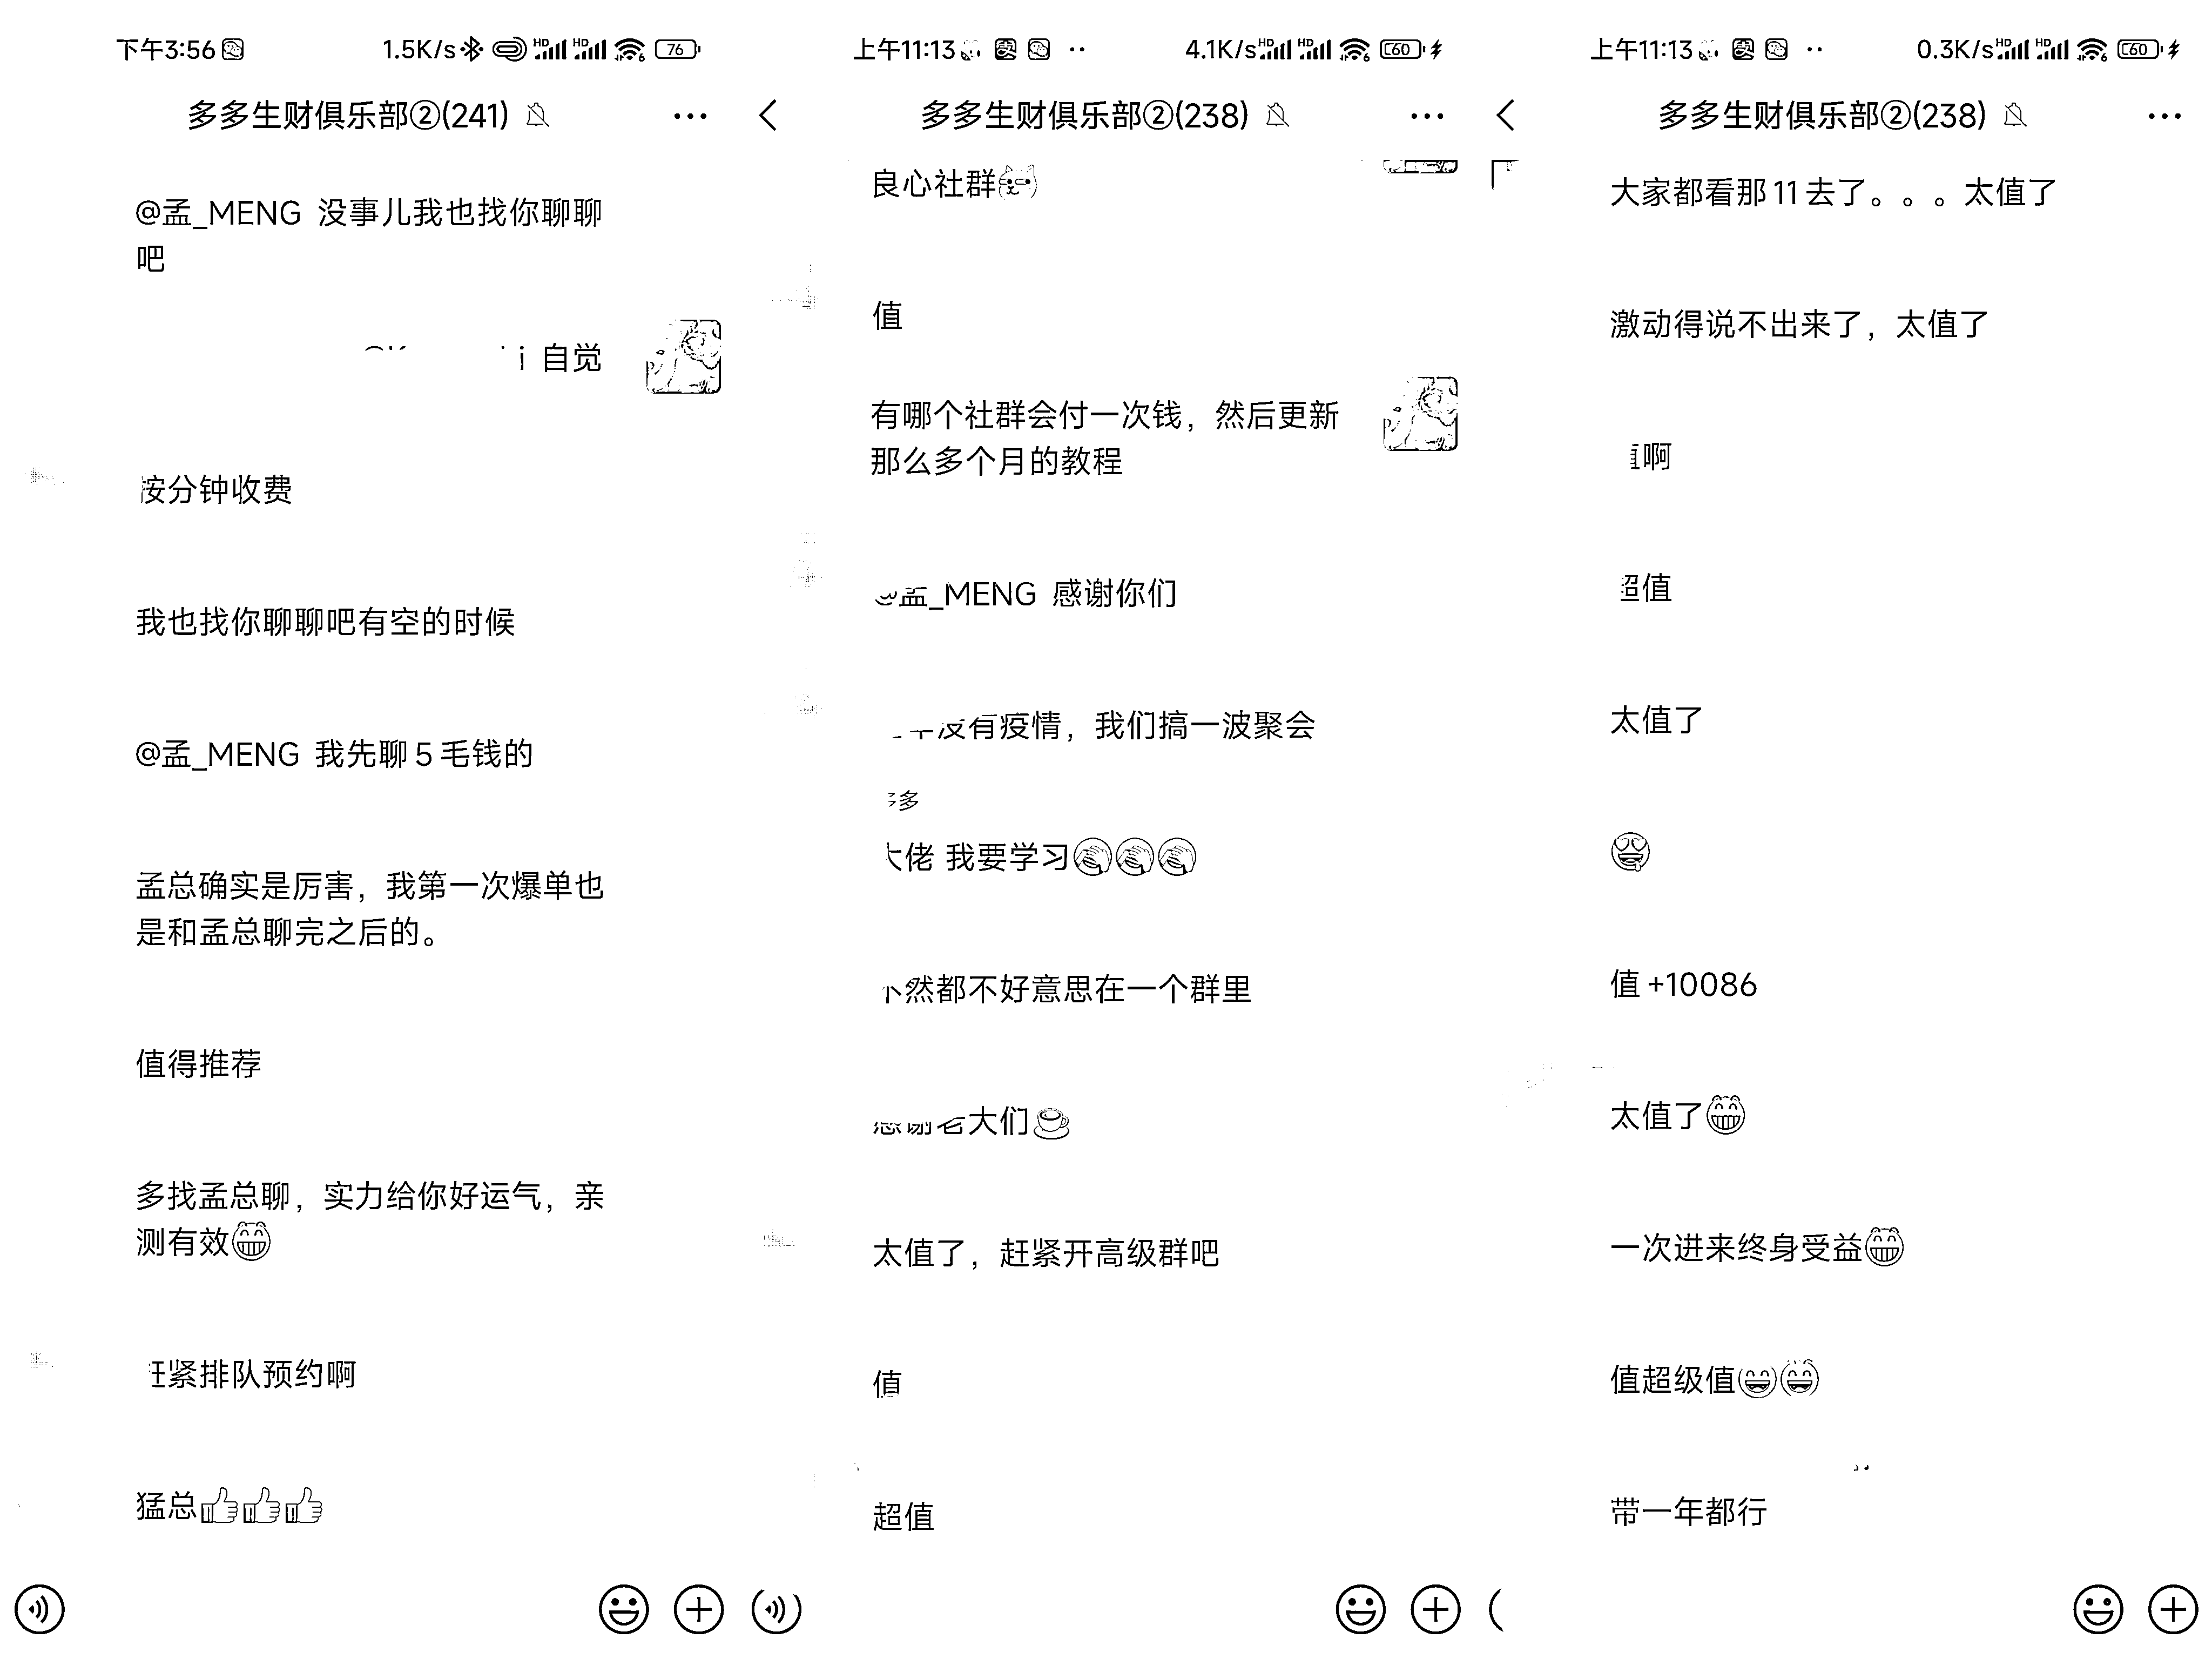 下午3:56
1.5K/s
76
多多生财俱乐部②(241)
@孟_MENG 没事儿我也找你聊聊
吧
自觉
按分钟收费
我也找你聊聊吧有空的时候
@孟_MENG 我先聊5毛钱的
孟总确实是厉害，我第一次爆单也
是和孟总聊完之后的。
值得推荐
多找孟总聊，实力给你好运气，亲
测有效
赶紧排队预约啊
猛总
上午11:13
4.1K/s
60
多多生财俱乐部②(238)
良心社群
值
有哪个社群会付一次钱，然后更新
那么多个月的教程
@孟_MENG 感谢你们
没有疫情，我们搞一波聚会
多多
大佬 我要学习
不然都不好意思在一个群里
感谢老大们
太值了，赶紧开高级群吧
值
超值
上午11:13
0.3K/s
60
多多生财俱乐部②(238)
大家都看那11去了。。。太值了
激动得说不出来了，太值了
值啊
超值
太值了
值+10086
太值了
一次进来终身受益
值超级值
带一年都行